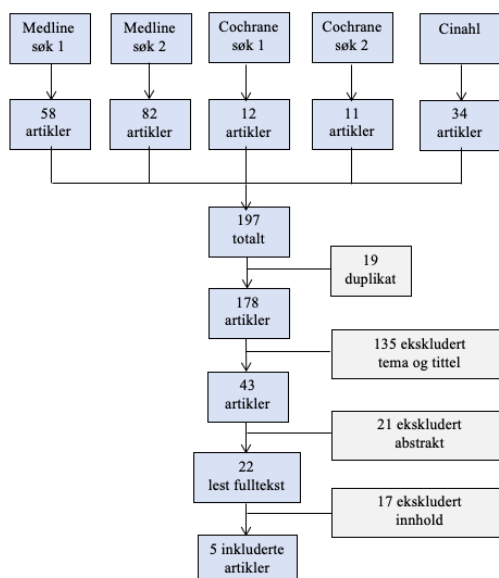 Medline
søk 1
Medline
søk 2
Cochrane
søk 1
Cochrane
søk 2
Cinahl
58
artikler
82
artikler
12
artikler
11
artikler
34
artikler
197
totalt
19
duplikat
178
artikler
135 ekskludert
tema og tittel
43
artikler
21 ekskludert
abstrakt
22
lest fulltekst
17 ekskludert
innhold
5 inkluderte
artikler